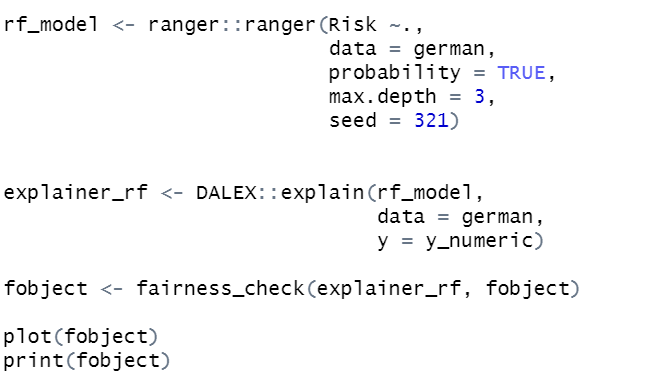 rf_model <- ranger::ranger(Risk ~.,
                           data = german,
                           probability = TRUE,
                           max.depth = 3,
                           seed = 321)
explainer_rf <- DALEX::explain(rf_model,
                               data = german,
                               y = y_numeric)
fobject <- fairness_check(explainer_rf, fobject)
plot(fobject)
print(fobject)